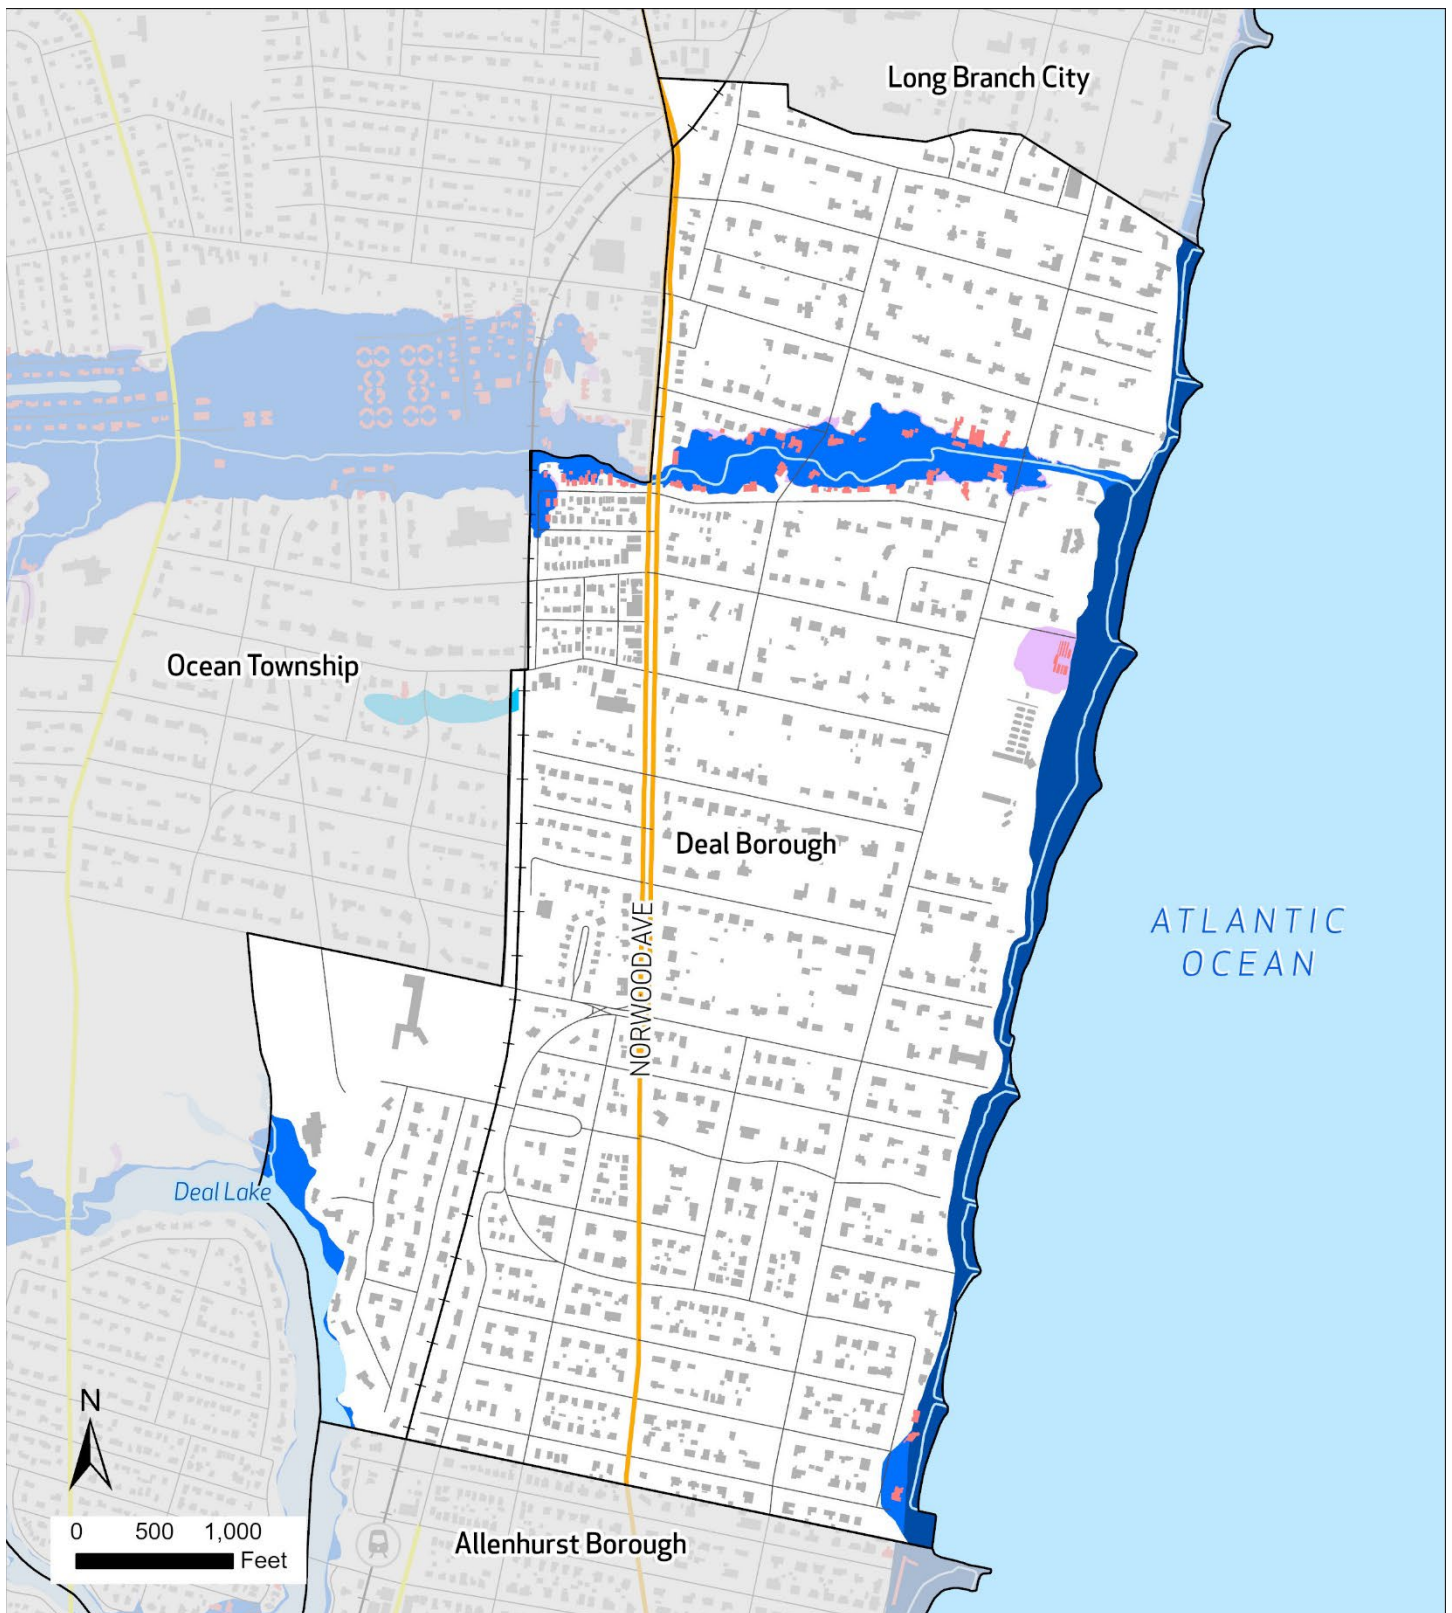 Long Branch City
Ocean Township
Deal Borough
NORWOOD AVE
ATLANTIC
OCEAN
Deal Lake
N
0 500 1,000
Feet
Allenhurst Borough